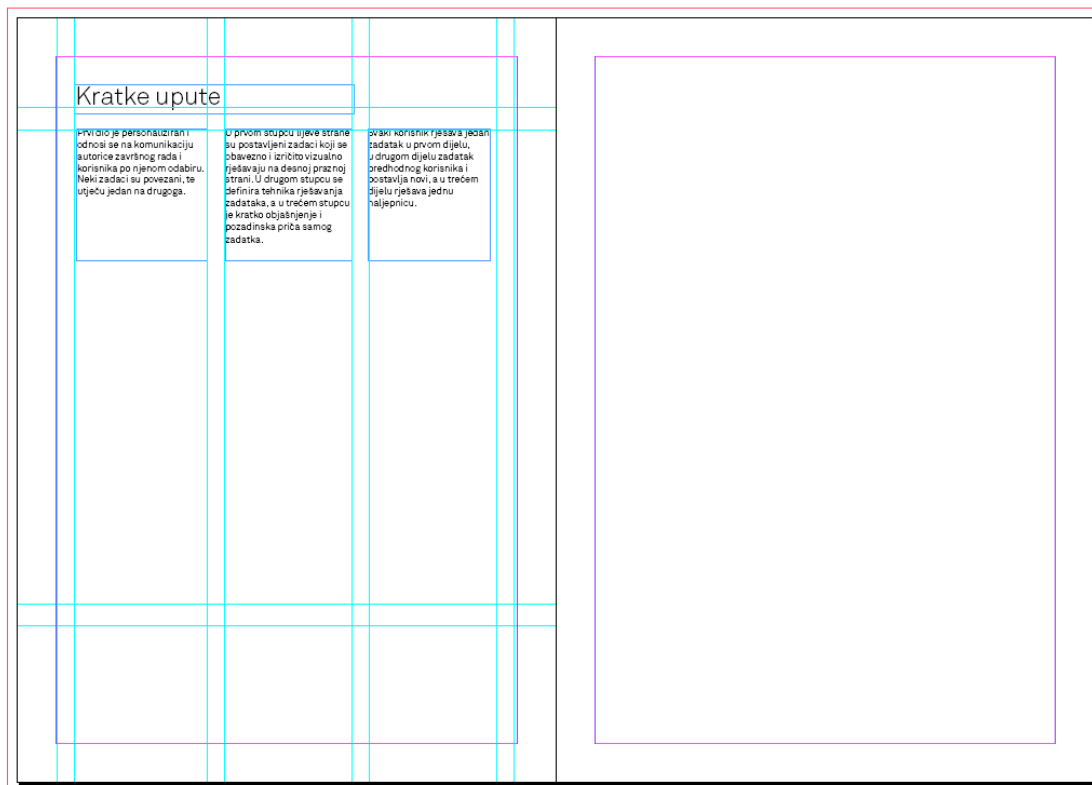 Kratke upute
Prvi dio je personaliziran i
odnosi se na komunikaciju
autorice završnog rada i
korisnika po njenom odabiru.
Neki zadaci su povezani, te
utječu jedan na drugoga.
U prvom stupcu lijeve strane
su postavljeni zadaci koji se
obavezno i izričito vizualno
rješavaju na desnoj praznoj
strani. U drugom stupcu se
definira tehnika rješavanja
zadataka, a u trećem stupcu
je kratko objašnjenje i
pozadinska priča samog
zadatka.
Svaki korisnik rješava jedan
zadatak u prvom dijelu,
u drugom dijelu zadatak
predhodnog korisnika i
postavlja novi, a u trećem
dijelu rješava jednu
naljepnicu.